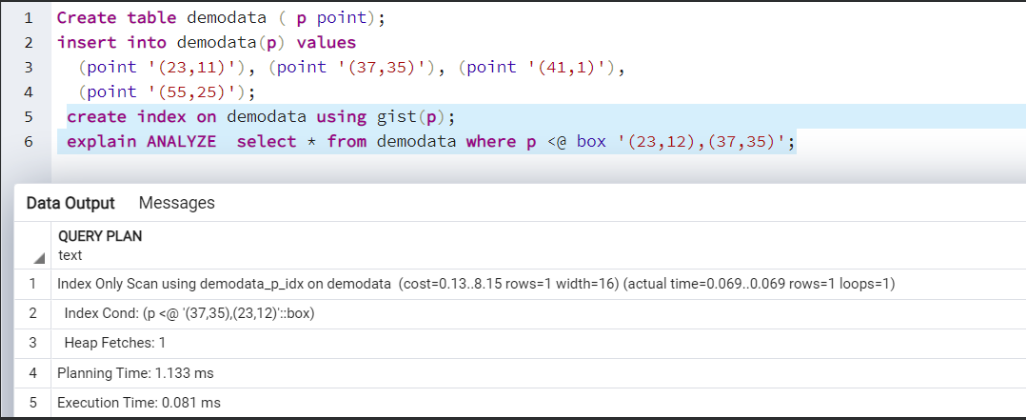 1 Create table demodata ( p point);
2 insert into demodata(p) values
3 (point '(23,11)'), (point '(37,35)'), (point '(41,1)'),
4 (point '(55,25)');
5 create index on demodata using gist(p);
6 explain ANALYZE  select * from demodata where p <@ box '(23,12),(37,35)';
Data Output Messages
QUERY PLAN
text
1 Index Only Scan using demodata_p_idx on demodata (cost=0.13..8.15 rows=1 width=16) (actual time=0.069..0.069 rows=1 loops=1)
2 Index Cond: (p <@ '(37,35),(23,12)'::box)
3 Heap Fetches: 1
4 Planning Time: 1.133 ms
5 Execution Time: 0.081 ms